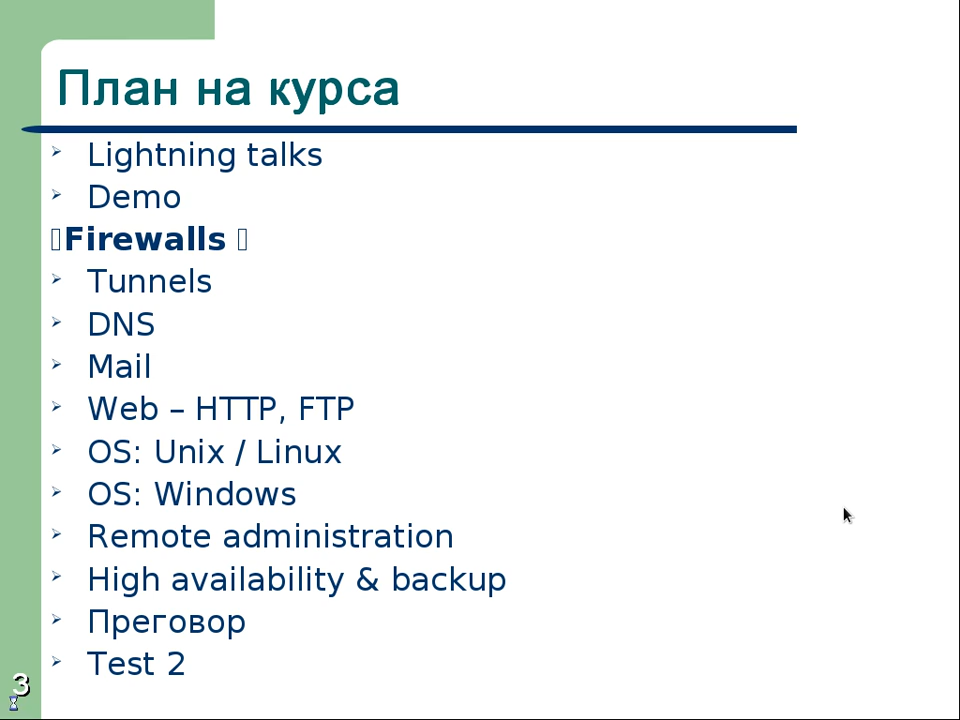 План на курса
Lightning talks
Demo
Firewalls
Tunnels
DNS
Mail
Web – HTTP, FTP
OS: Unix / Linux
OS: Windows
Remote administration
High availability & backup
Преговор
Test 2
3